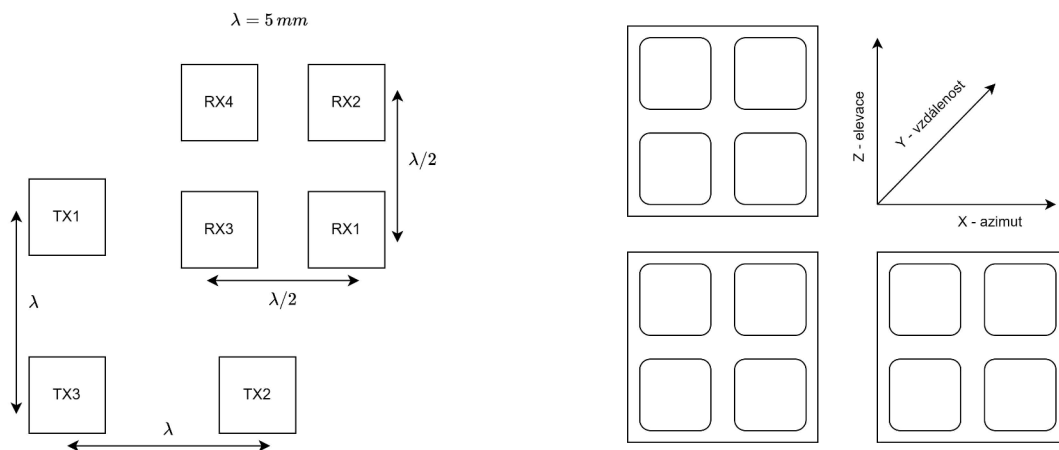 λ = 5 mm
RX4
RX2
λ/2
TX1
RX3
RX1
λ/2
λ
TX3
TX2
λ
Z - elevace
Y - vzdálenost
X - azimut